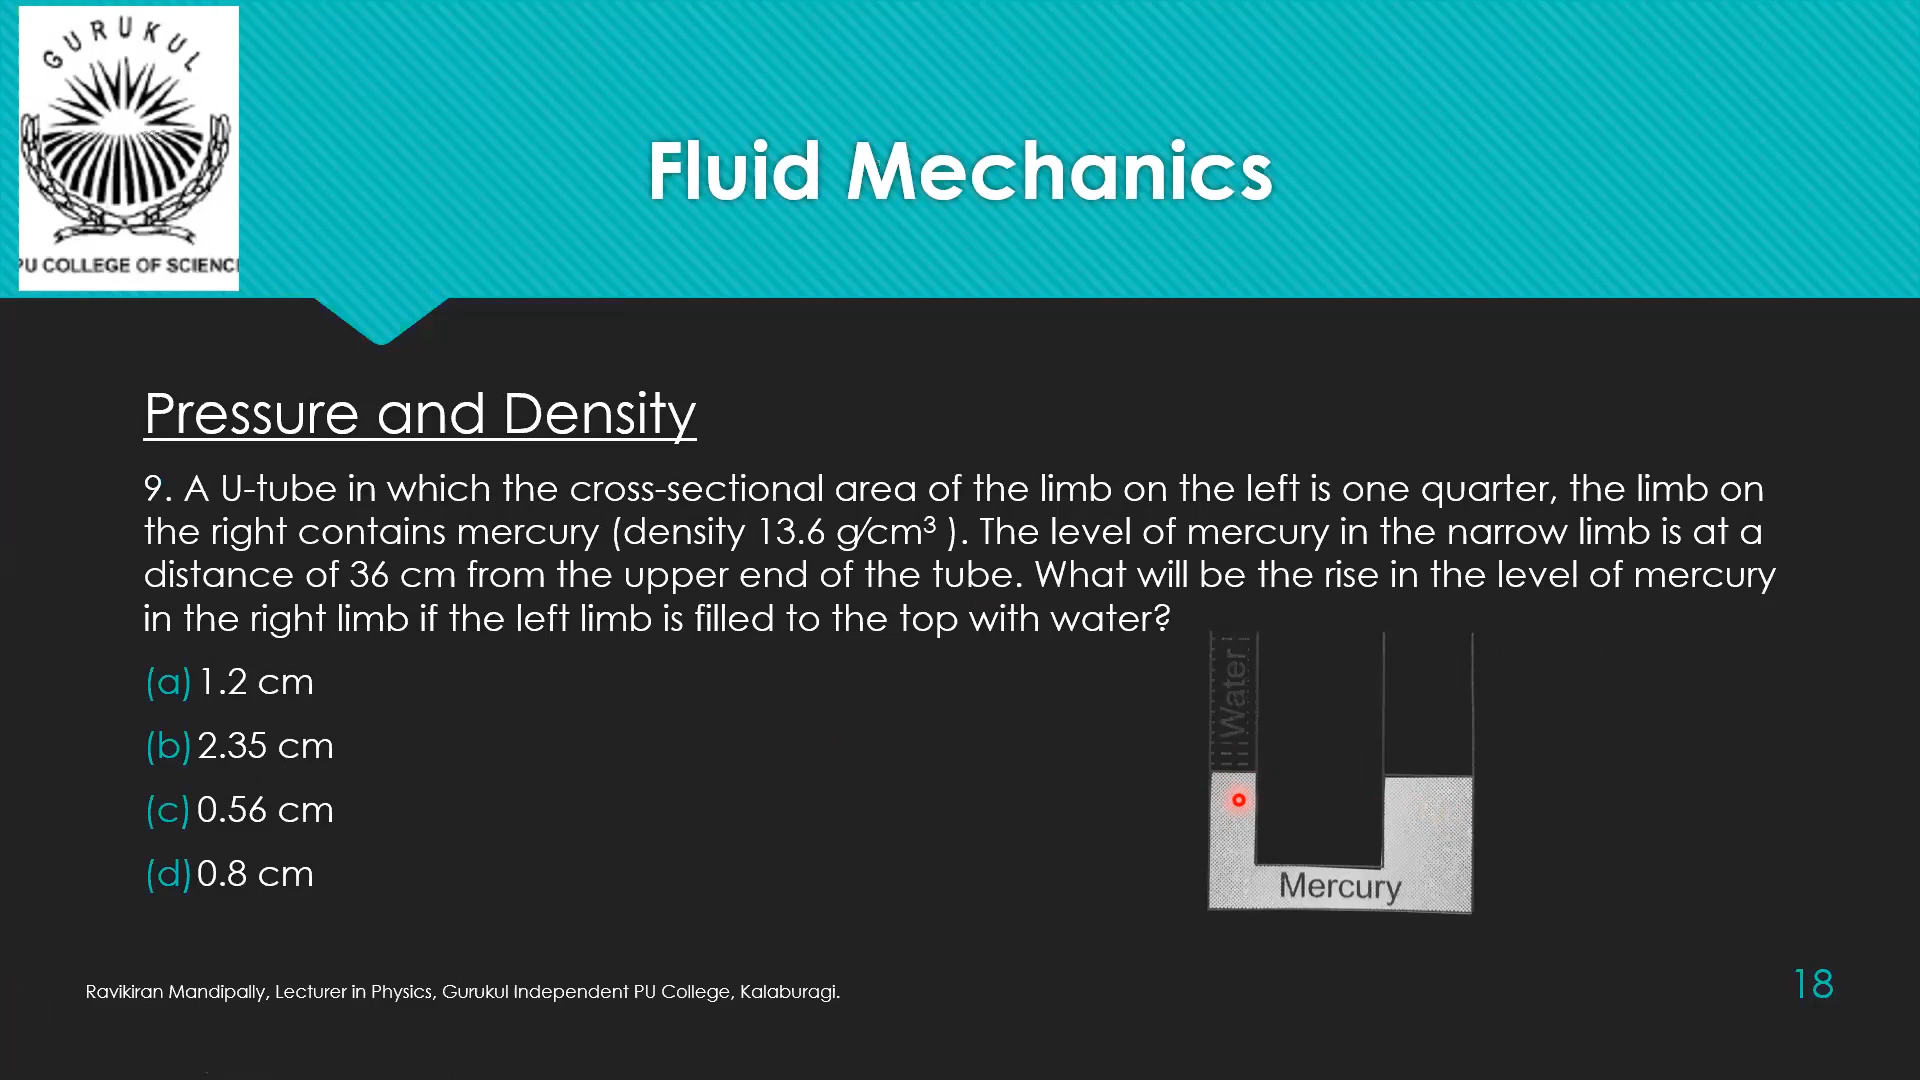 GURUKUL
PU COLLEGE OF SCIENC
Fluid Mechanics
Pressure and Density
9. A U-tube in which the cross-sectional area of the limb on the left is one quarter, the limb on
the right contains mercury (density 13.6 g/cm³ ). The level of mercury in the narrow limb is at a
distance of 36 cm from the upper end of the tube. What will be the rise in the level of mercury
in the right limb if the left limb is filled to the top with water?
(a) 1.2 cm
(b) 2.35 cm
(c) 0.56 cm
(d) 0.8 cm
Water
Mercury
Ravikiran Mandipally, Lecturer in Physics, Gurukul Independent PU College, Kalaburagi.
18